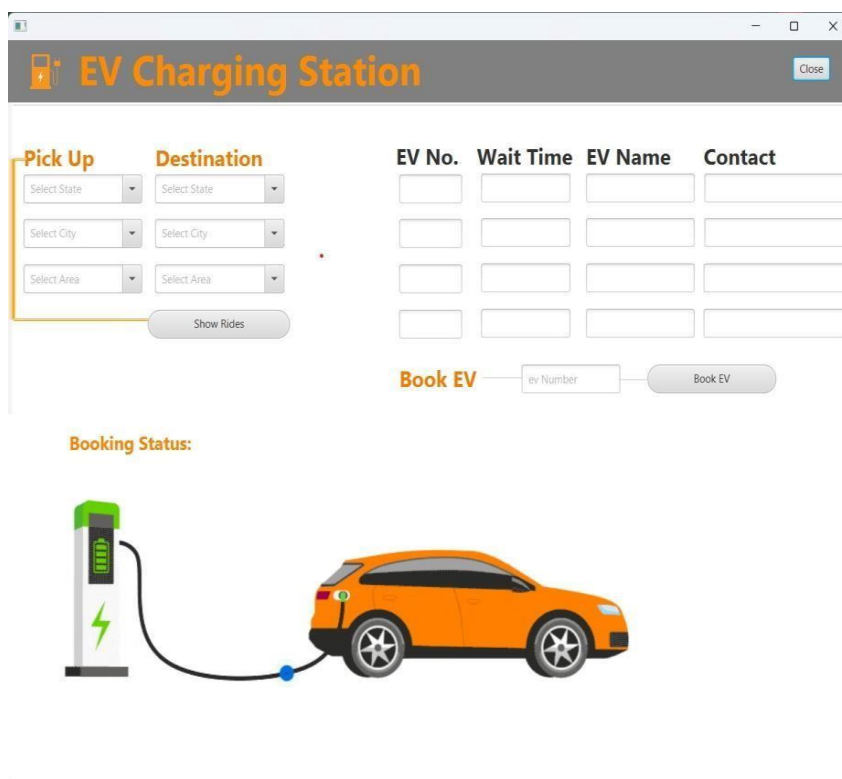 EV Charging Station
Close
Pick Up Destination
EV No. Wait Time EV Name Contact
Select State Select State
Select City Select City
Select Area Select Area
Show Rides
Book EV ev Number Book EV
Booking Status: